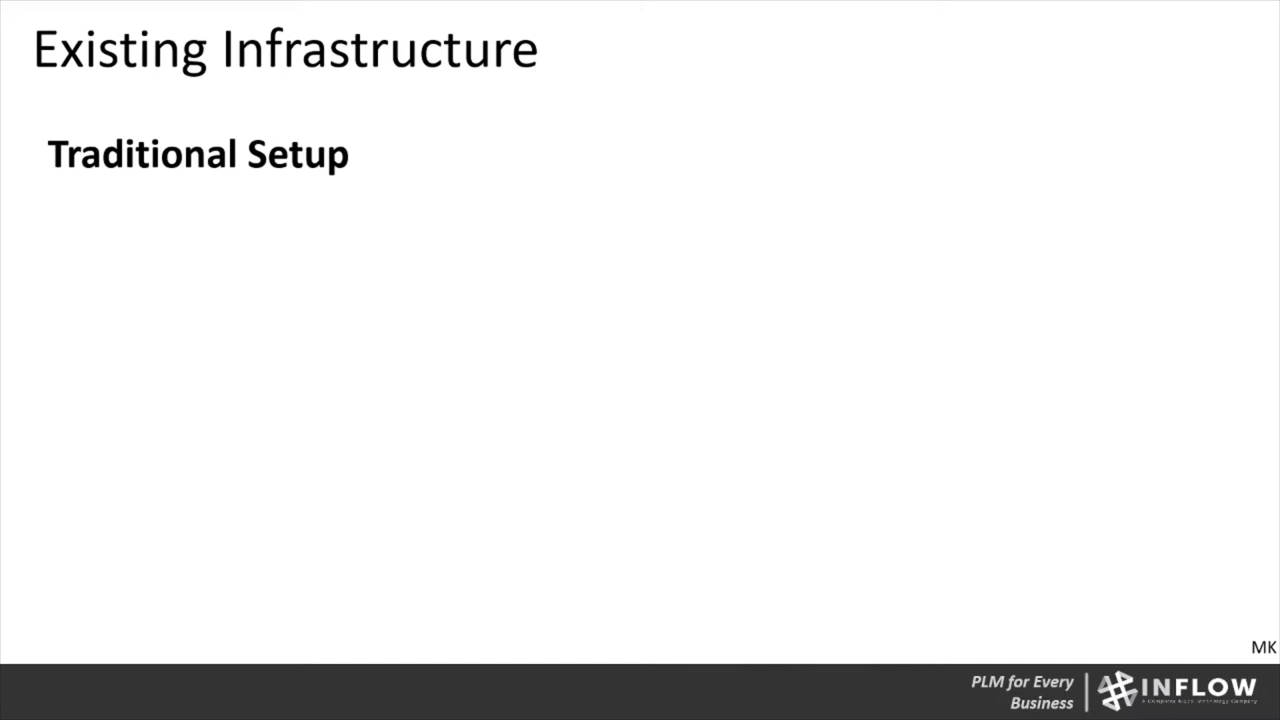 Existing Infrastructure
Traditional Setup
MK
PLM for Every
Business
INFLOW